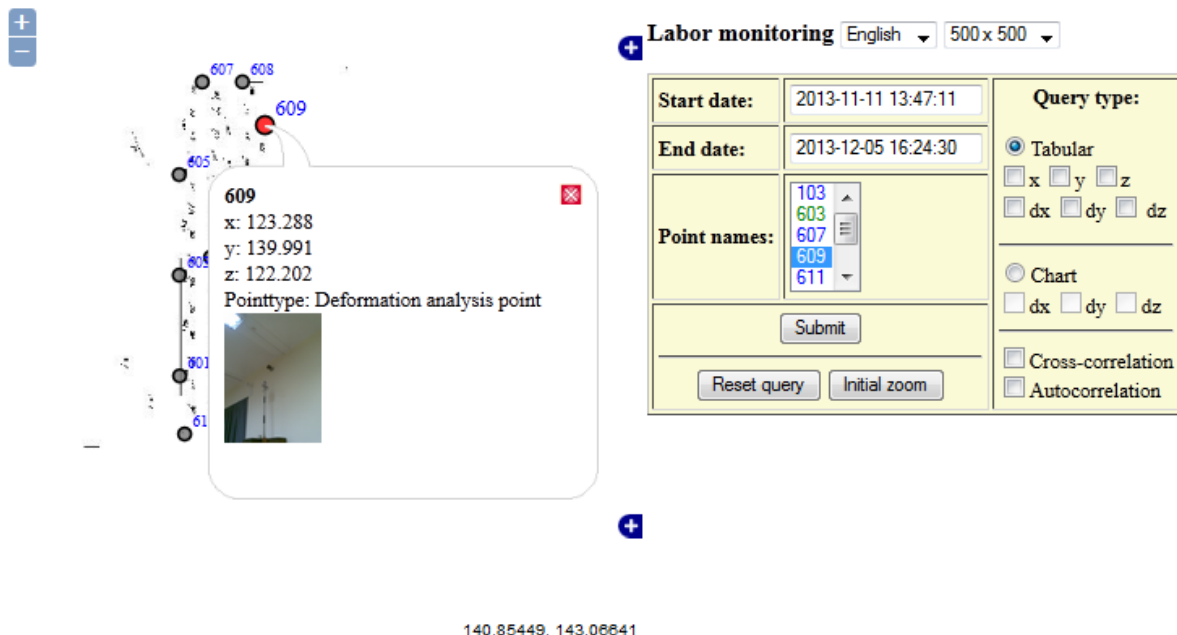 607
608
609
605
603
601
61
609
x: 123.288
y: 139.991
z: 122.202
Pointtype: Deformation analysis point
140.85449, 143.06641
Labor monitoring English 500 x 500
Start date: 2013-11-11 13:47:11
End date: 2013-12-05 16:24:30
Point names:
103
603
607
609
611
Submit
Reset query Initial zoom
Query type:
Tabular
x y z
dx dy dz
Chart
dx dy dz
Cross-correlation
Autocorrelation